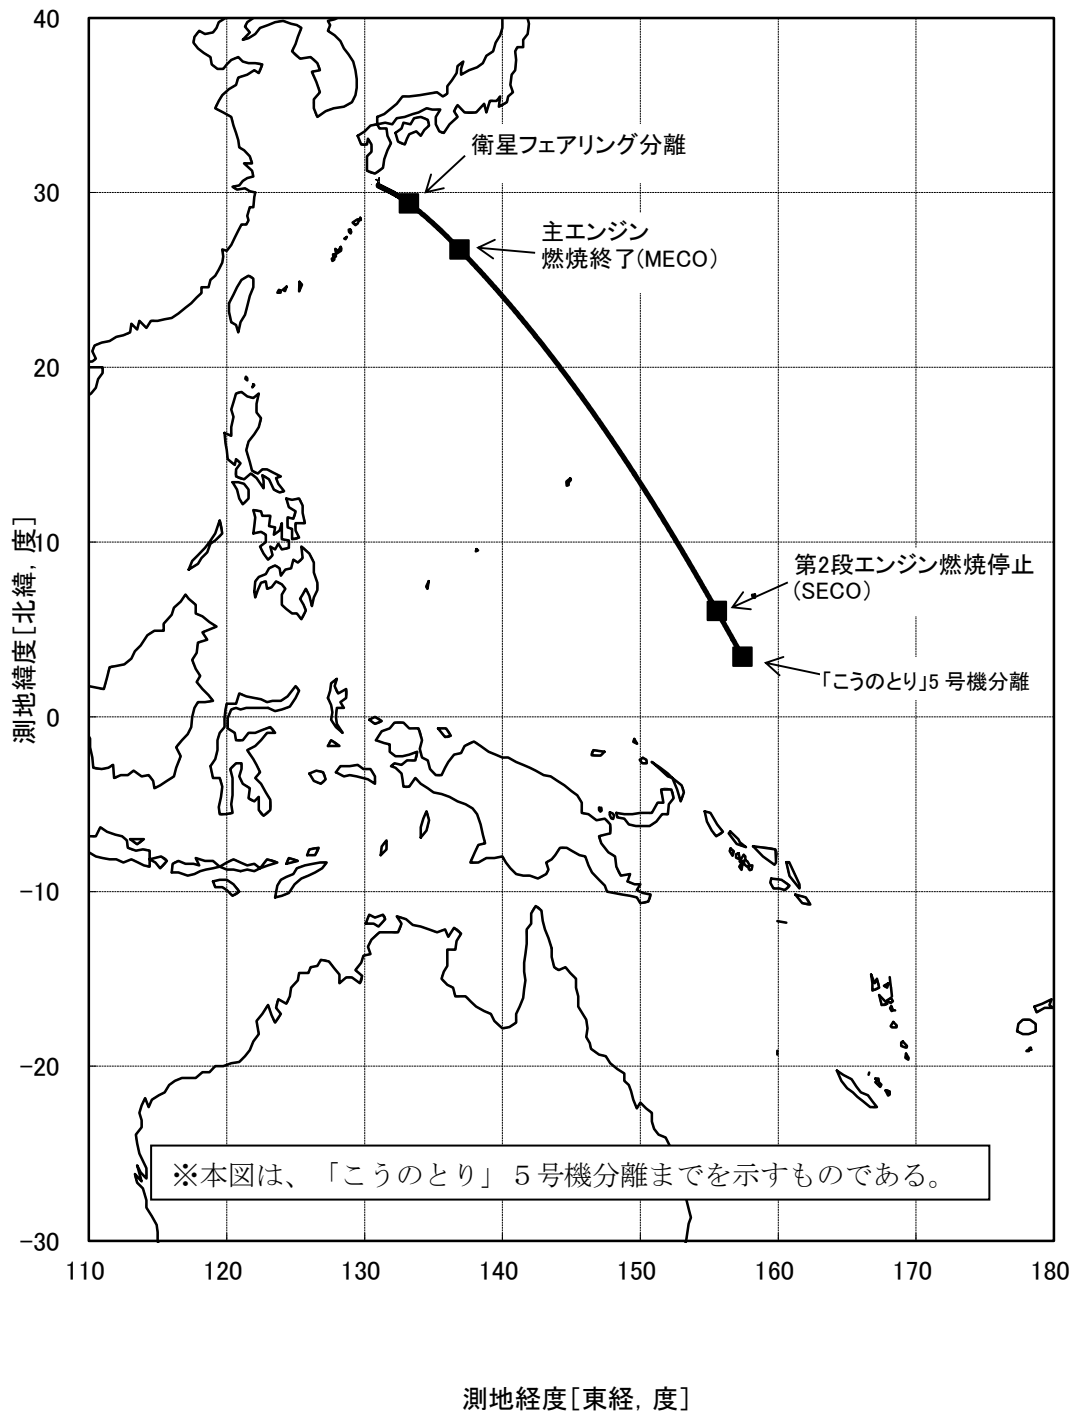 40
衛星フェアリング分離
30
主エンジン
燃焼終了(MECO)
20
測地緯度[北緯, 度]
10
第2段エンジン燃焼停止
(SECO)
「こうのとり」5 号機分離
0
-10
-20
※本図は、「こうのとり」５号機分離までを示すものである。
-30
110 120 130 140 150 160 170 180
測地経度[東経, 度]